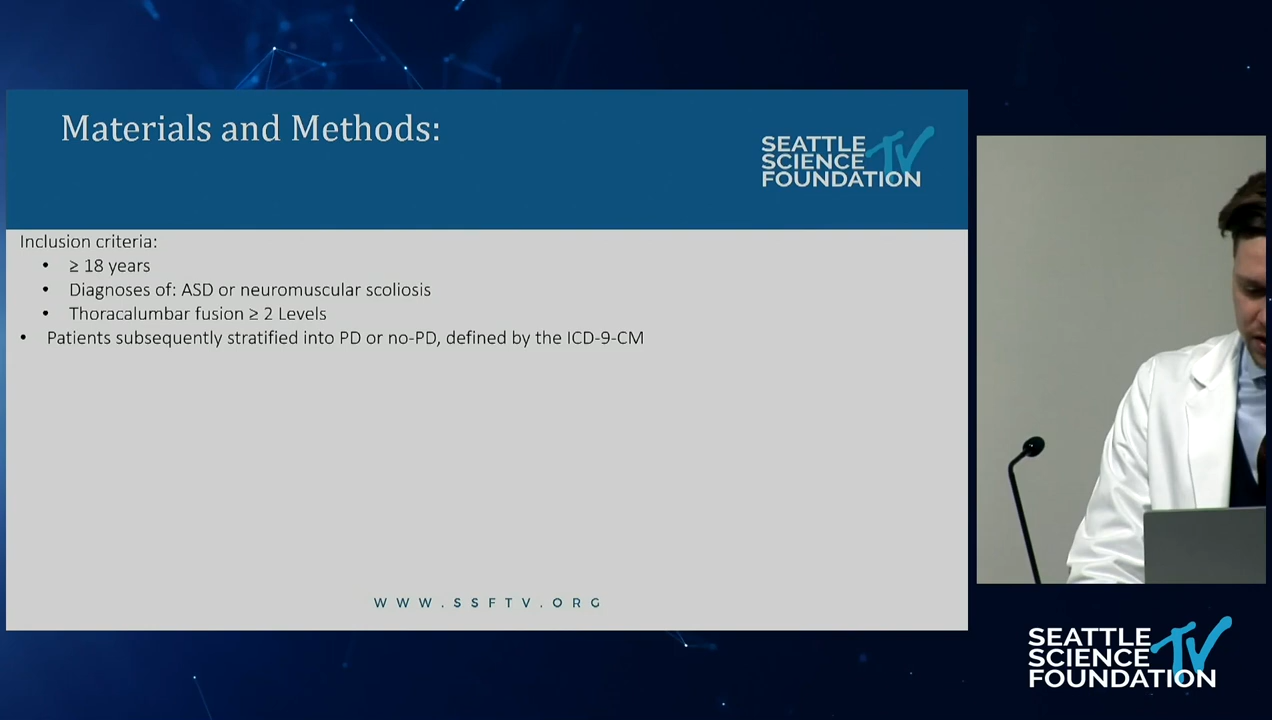 Materials and Methods:
SEATTLE
SCIENCE TV
FOUNDATION
Inclusion criteria:
• ≥ 18 years
• Diagnoses of: ASD or neuromuscular scoliosis
• Thoracalumbar fusion ≥ 2 Levels
• Patients subsequently stratified into PD or no-PD, defined by the ICD-9-CM
WWW.SSFTV.ORG
SEATTLE
SCIENCE TV
FOUNDATION